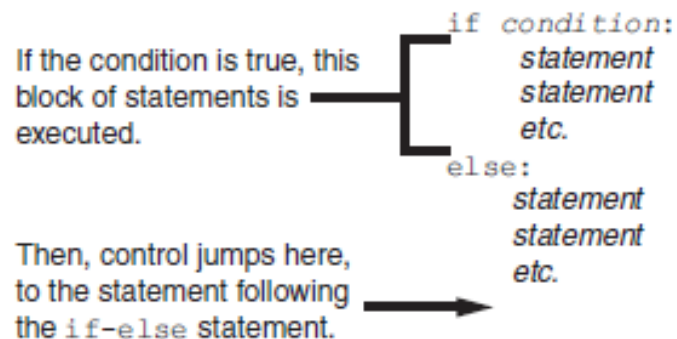 If the condition is true, this
block of statements is
executed.
if condition:
statement
statement
etc.
else:
statement
statement
etc.
Then, control jumps here,
to the statement following
the if-else statement.